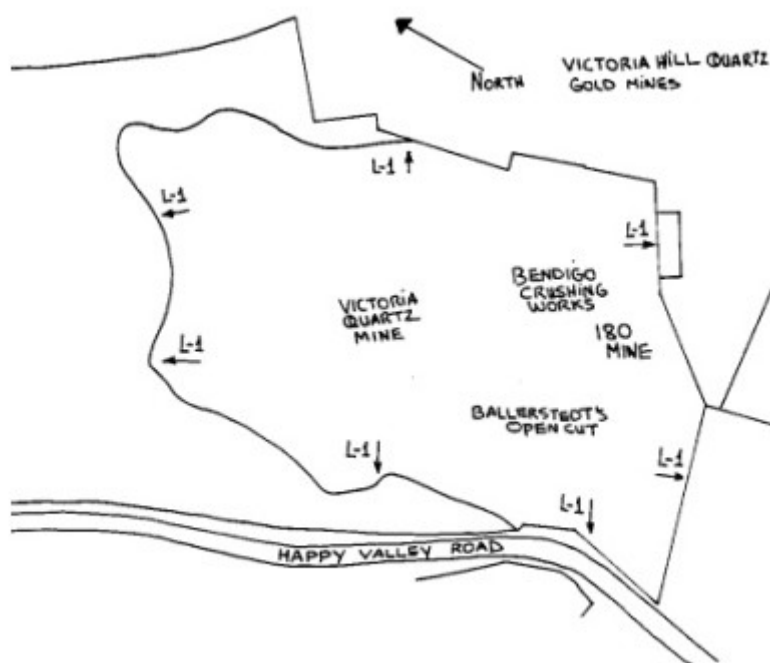 VICTORIA HILL QUARTZ
GOLD MINES
NORTH
L-1
L-1
L-1
BENDIGO
CRUSHING
WORKS
VICTORIA
QUARTZ
MINE
180
MINE
L-1
BALLERSTEDT'S
OPEN CUT
L-1
L-1
L-1
HAPPY VALLEY ROAD